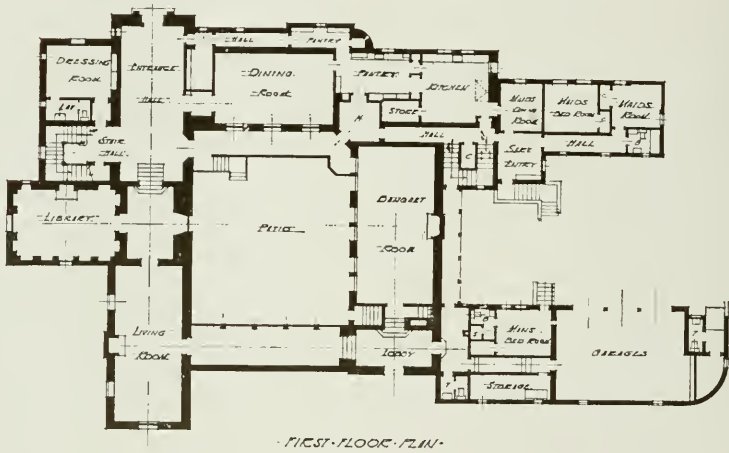 HALL
PANTRY
DRESSING
ROOM
ENTRANCE
HALL
DINING
ROOM
PANTRY
KITCHEN
STORE
LAV
MAIDS
DINING
ROOM
MAIDS
BED ROOM
MAIDS
ROOM
C
C
B
H
HALL
HALL
STAIR
HALL
SERV
ENTRY
C
LIBRARY
PATIO
BANQUET
ROOM
LIVING
ROOM
LOBBY
B
S
MENS
BED ROOM
GARAGES
T
T
STORAGE
·FIRST·FLOOR·PLAN·